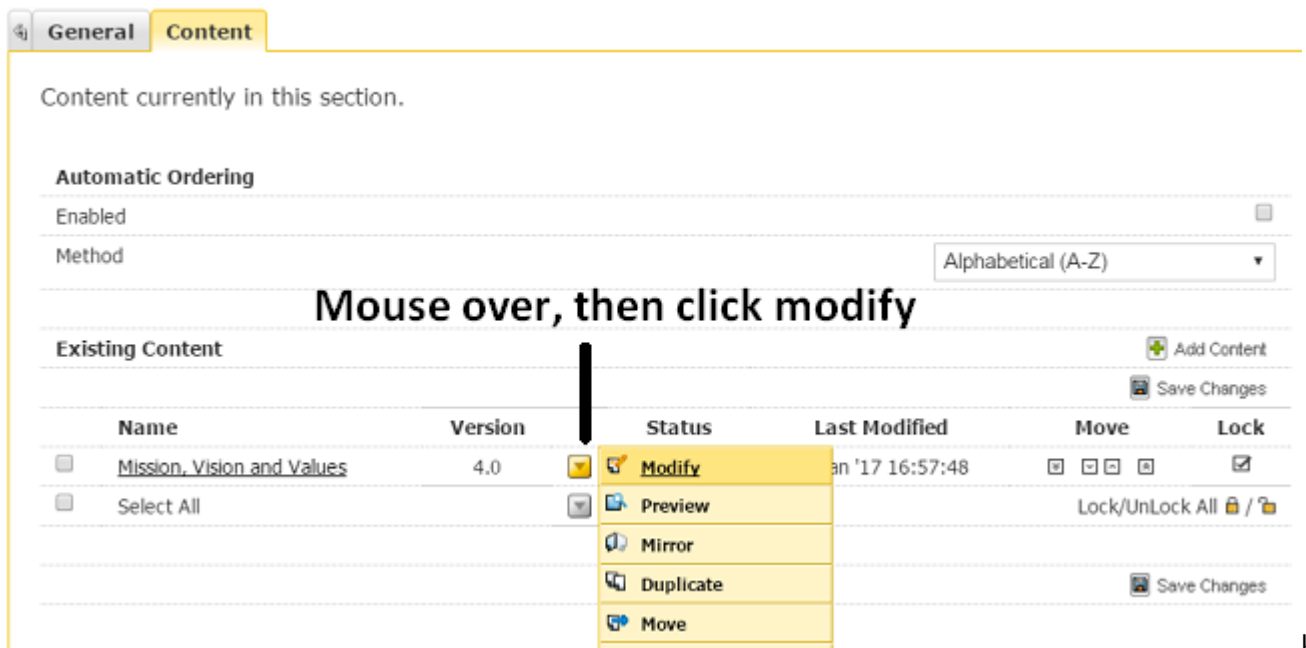 General Content
Content currently in this section.
Automatic Ordering
Enabled
Method Alphabetical (A-Z)
Mouse over, then click modify
Existing Content Add Content
Save Changes
Name Version Status Last Modified Move Lock
Mission, Vision and Values 4.0 Modify '17 16:57:48
Select All Preview Lock/UnLock All /
Mirror
Duplicate Save Changes
Move